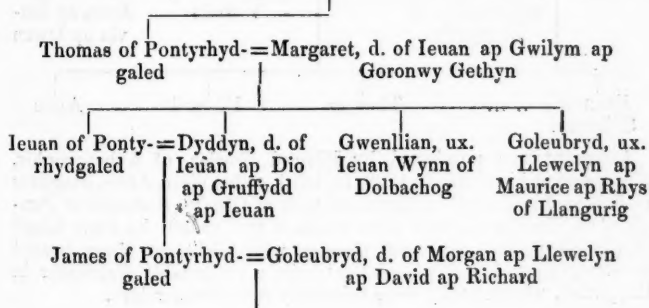 Thomas of Pontyrhyd-=Margaret, d. of Ieuan ap Gwilym ap
galed Goronwy Gethyn
Ieuan of Ponty-=Dyddyn, d. of Gwenllian, ux. Goleubryd, ux.
rhydgaled Ieuan ap Dio Ieuan Wynn of Llewelyn ap
ap Gruffydd Dolbachog Maurice ap Rhys
ap Ieuan of Llangurig
James of Pontyrhyd-=Goleubryd, d. of Morgan ap Llewelyn
galed ap David ap Richard